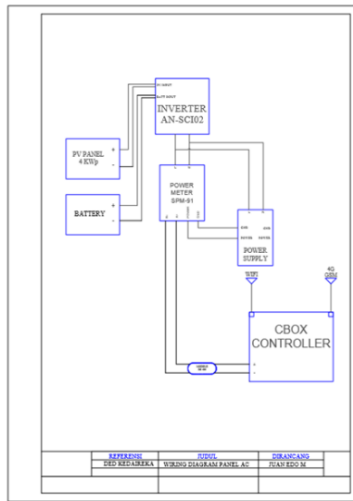 INVERTER
AN-SCI02
PV PANEL
4 KWp
+
-
BATTERY
+
-
POWER
METER
SPM-91
POWER
SUPPLY
WIFI
4G
GSM
CBOX
CONTROLLER
REFERENSI
JUDUL
DIRANCANG
DED KEDAIREKA
WIRING DIAGRAM PANEL AC
JUAN EDO M